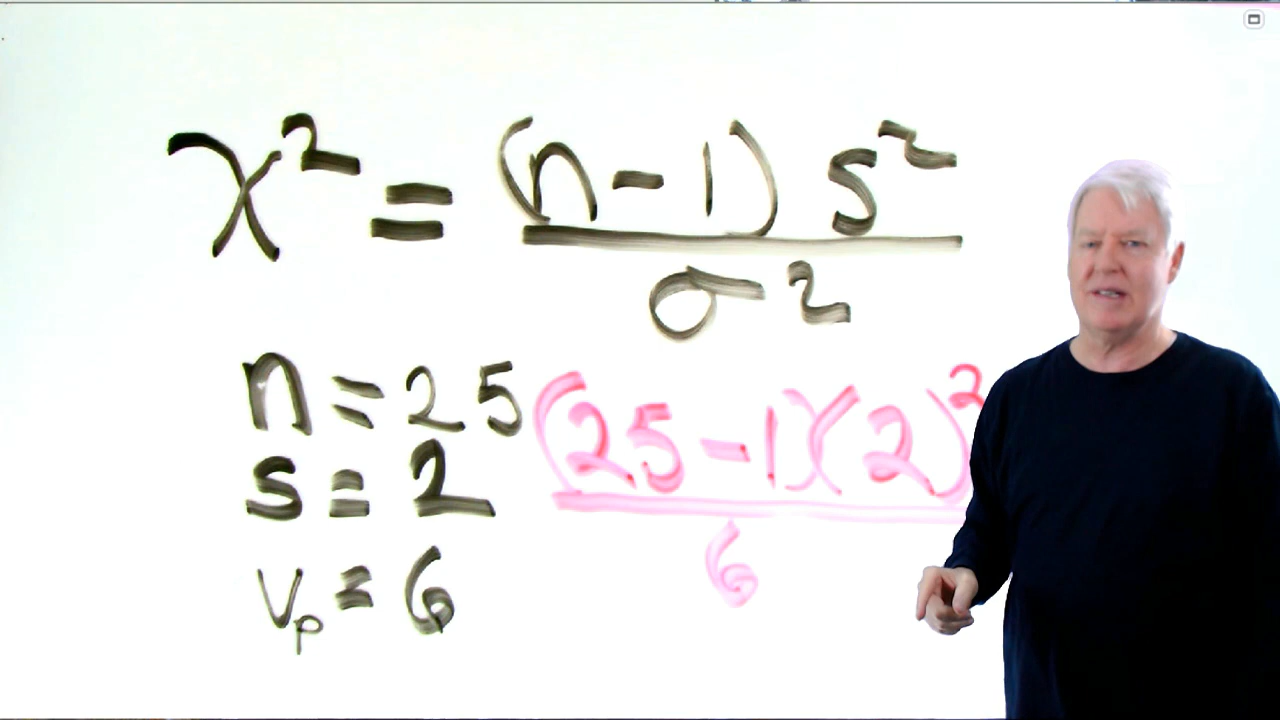 χ² = (n - 1) s²
σ²
n = 25
s = 2
Vp = 6
(25 - 1)(2)²
6